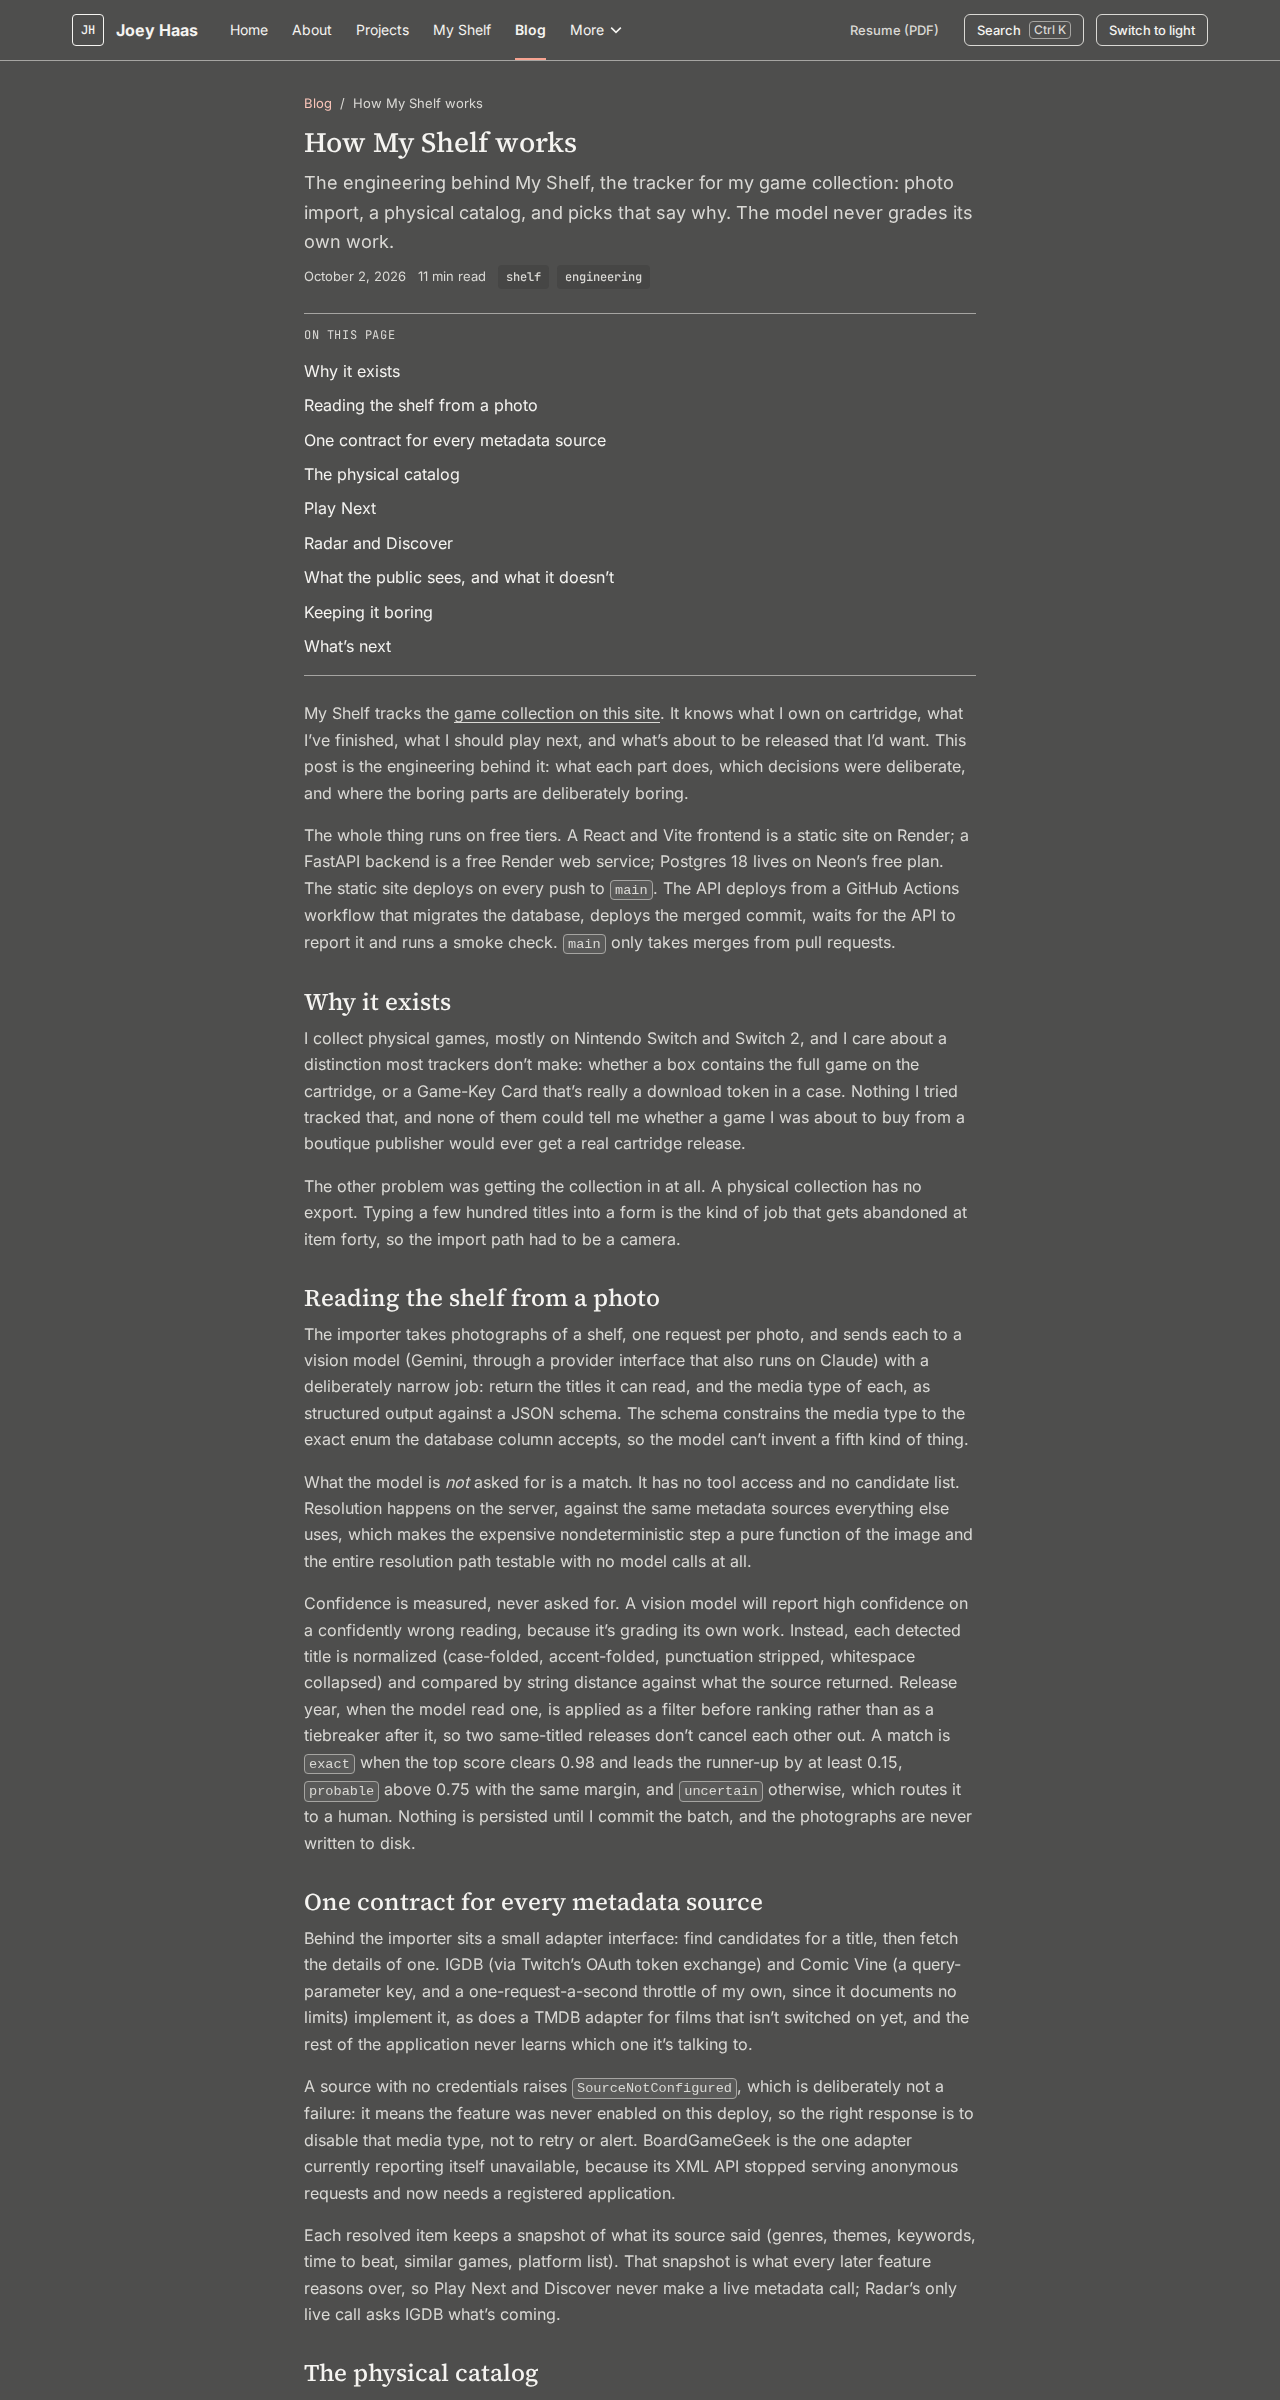 JH Joey Haas Home About Projects My Shelf Blog More Resume (PDF) Search Ctrl K Switch to light
Blog / How My Shelf works
How My Shelf works
The engineering behind My Shelf, the tracker for my game collection: photo
import, a physical catalog, and picks that say why. The model never grades its
own work.
October 2, 2026 11 min read shelf engineering
ON THIS PAGE
Why it exists
Reading the shelf from a photo
One contract for every metadata source
The physical catalog
Play Next
Radar and Discover
What the public sees, and what it doesn’t
Keeping it boring
What’s next
My Shelf tracks the game collection on this site. It knows what I own on cartridge, what
I’ve finished, what I should play next, and what’s about to be released that I’d want. This
post is the engineering behind it: what each part does, which decisions were deliberate,
and where the boring parts are deliberately boring.
The whole thing runs on free tiers. A React and Vite frontend is a static site on Render; a
FastAPI backend is a free Render web service; Postgres 18 lives on Neon’s free plan.
The static site deploys on every push to main. The API deploys from a GitHub Actions
workflow that migrates the database, deploys the merged commit, waits for the API to
report it and runs a smoke check. main only takes merges from pull requests.
Why it exists
I collect physical games, mostly on Nintendo Switch and Switch 2, and I care about a
distinction most trackers don’t make: whether a box contains the full game on the
cartridge, or a Game-Key Card that’s really a download token in a case. Nothing I tried
tracked that, and none of them could tell me whether a game I was about to buy from a
boutique publisher would ever get a real cartridge release.
The other problem was getting the collection in at all. A physical collection has no
export. Typing a few hundred titles into a form is the kind of job that gets abandoned at
item forty, so the import path had to be a camera.
Reading the shelf from a photo
The importer takes photographs of a shelf, one request per photo, and sends each to a
vision model (Gemini, through a provider interface that also runs on Claude) with a
deliberately narrow job: return the titles it can read, and the media type of each, as
structured output against a JSON schema. The schema constrains the media type to the
exact enum the database column accepts, so the model can’t invent a fifth kind of thing.
What the model is not asked for is a match. It has no tool access and no candidate list.
Resolution happens on the server, against the same metadata sources everything else
uses, which makes the expensive nondeterministic step a pure function of the image and
the entire resolution path testable with no model calls at all.
Confidence is measured, never asked for. A vision model will report high confidence on
a confidently wrong reading, because it’s grading its own work. Instead, each detected
title is normalized (case-folded, accent-folded, punctuation stripped, whitespace
collapsed) and compared by string distance against what the source returned. Release
year, when the model read one, is applied as a filter before ranking rather than as a
tiebreaker after it, so two same-titled releases don’t cancel each other out. A match is
exact when the top score clears 0.98 and leads the runner-up by at least 0.15,
probable above 0.75 with the same margin, and uncertain otherwise, which routes it
to a human. Nothing is persisted until I commit the batch, and the photographs are never
written to disk.
One contract for every metadata source
Behind the importer sits a small adapter interface: find candidates for a title, then fetch
the details of one. IGDB (via Twitch’s OAuth token exchange) and Comic Vine (a query-
parameter key, and a one-request-a-second throttle of my own, since it documents no
limits) implement it, as does a TMDB adapter for films that isn’t switched on yet, and the
rest of the application never learns which one it’s talking to.
A source with no credentials raises SourceNotConfigured, which is deliberately not a
failure: it means the feature was never enabled on this deploy, so the right response is to
disable that media type, not to retry or alert. BoardGameGeek is the one adapter
currently reporting itself unavailable, because its XML API stopped serving anonymous
requests and now needs a registered application.
Each resolved item keeps a snapshot of what its source said (genres, themes, keywords,
time to beat, similar games, platform list). That snapshot is what every later feature
reasons over, so Play Next and Discover never make a live metadata call; Radar’s only
live call asks IGDB what’s coming.
The physical catalog